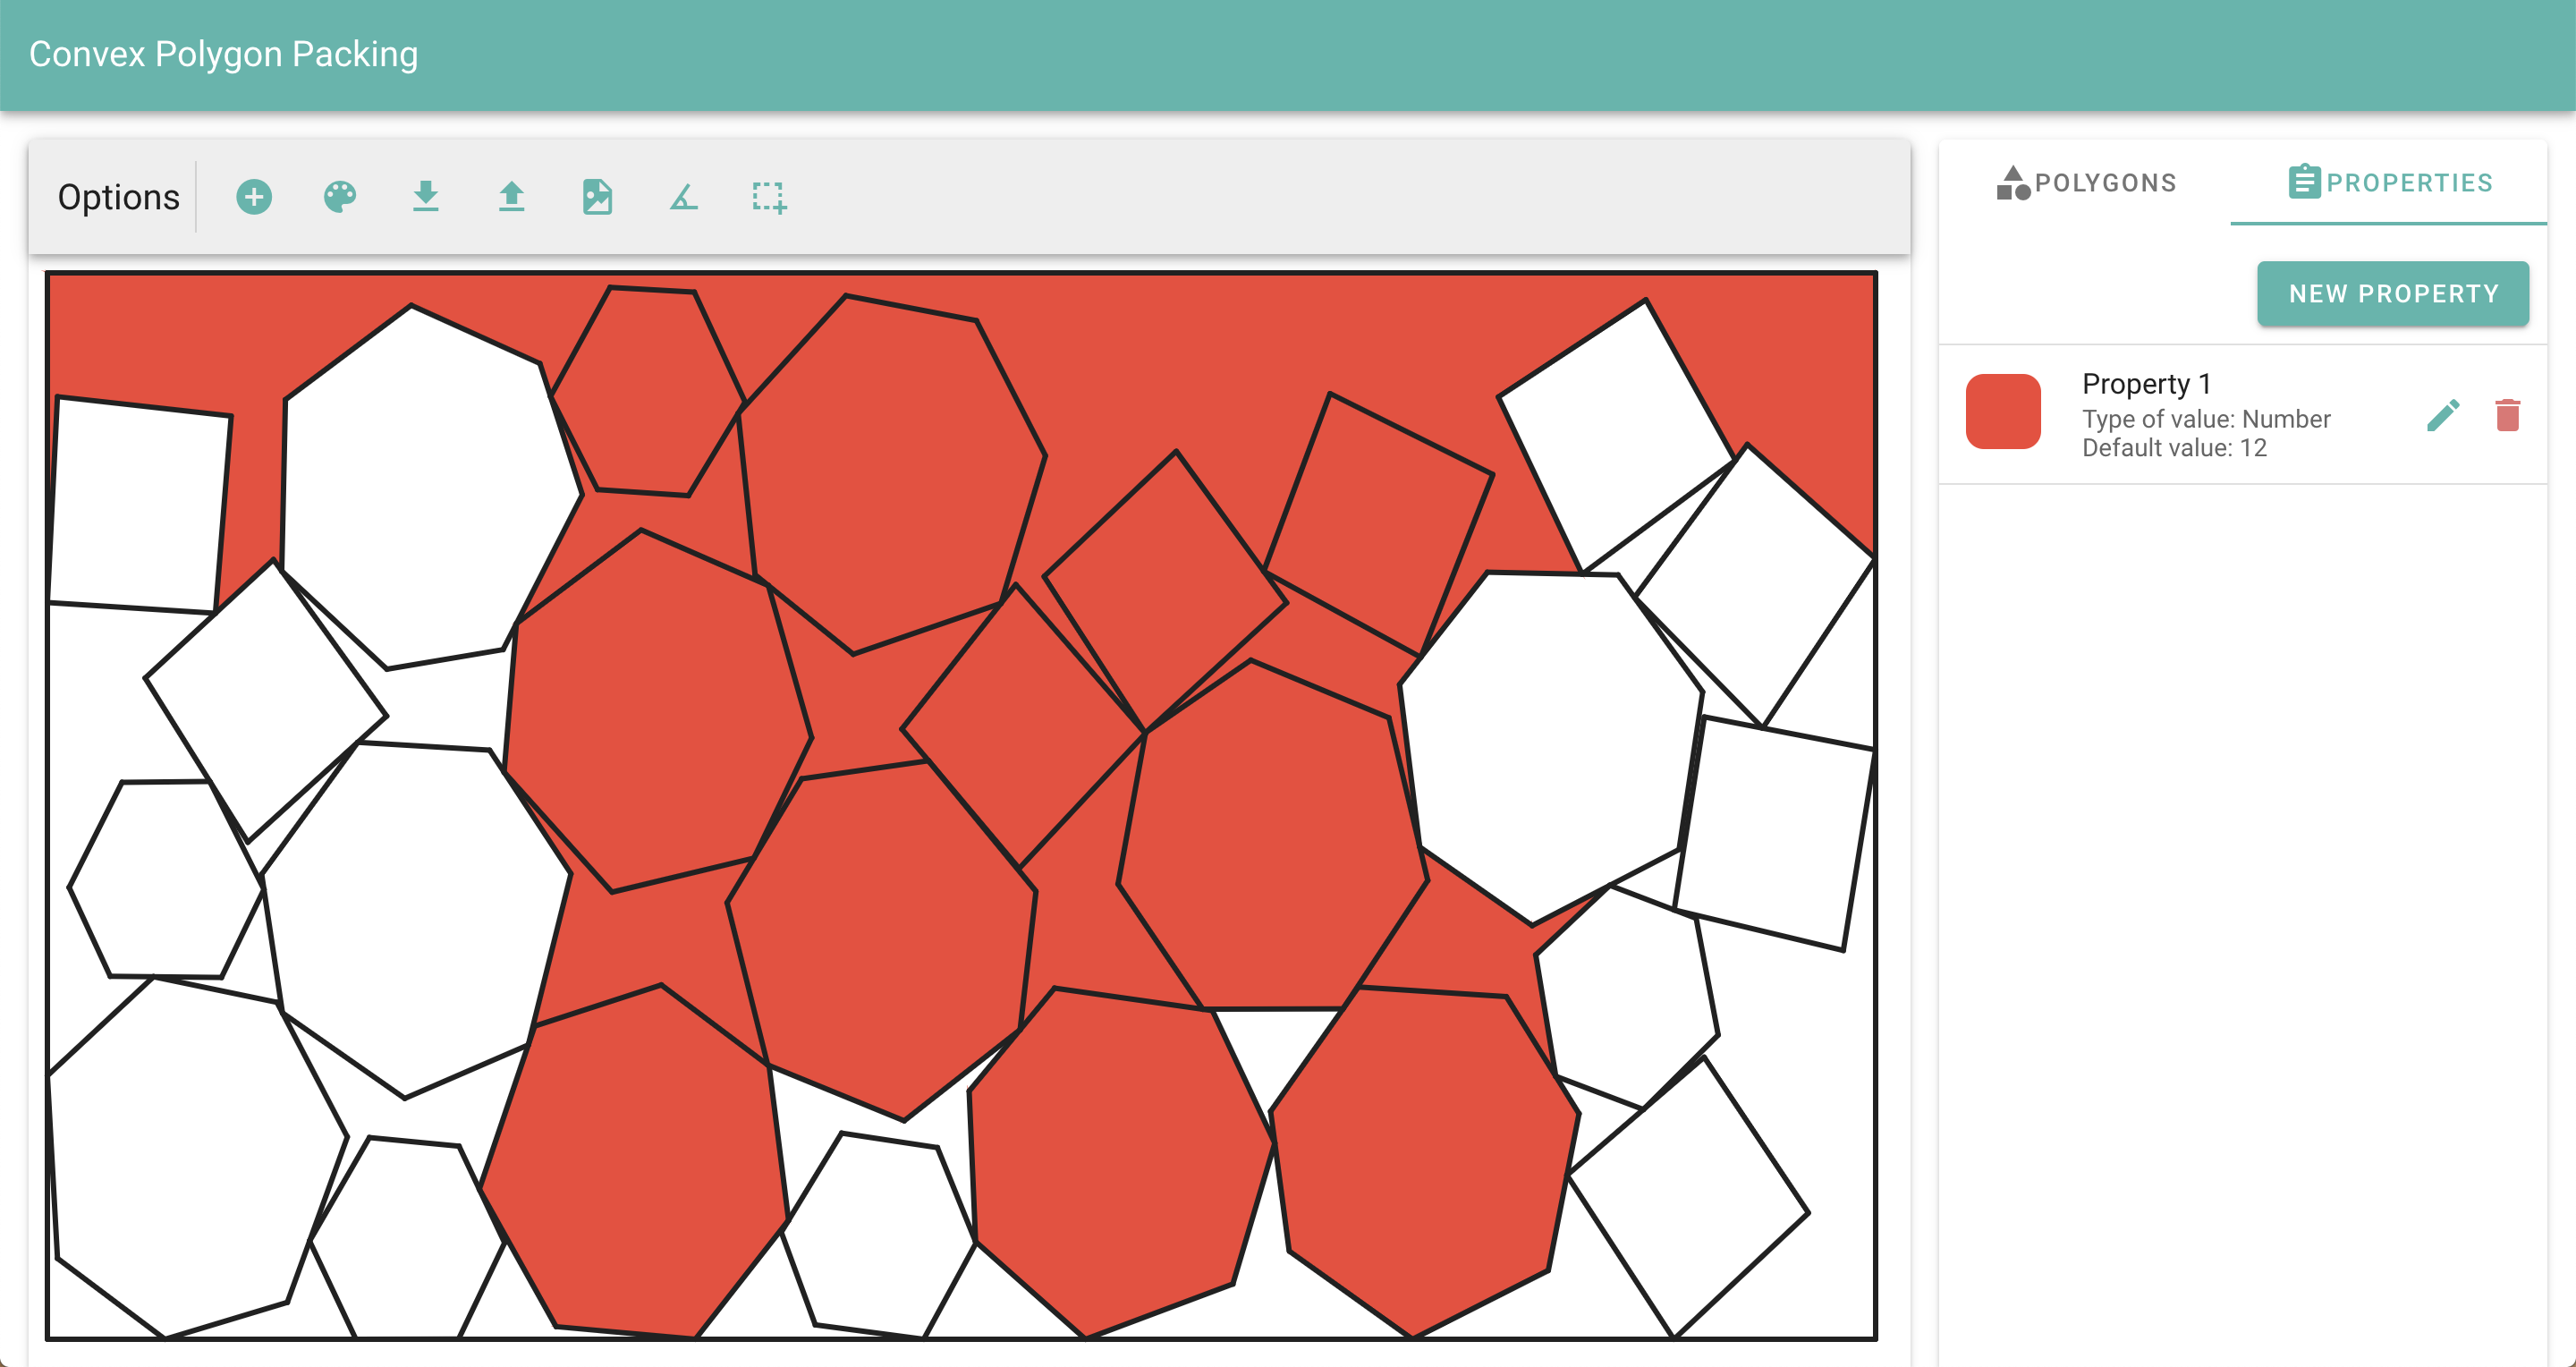 Convex Polygon Packing
Options
POLYGONS
PROPERTIES
NEW PROPERTY
Property 1
Type of value: Number
Default value: 12